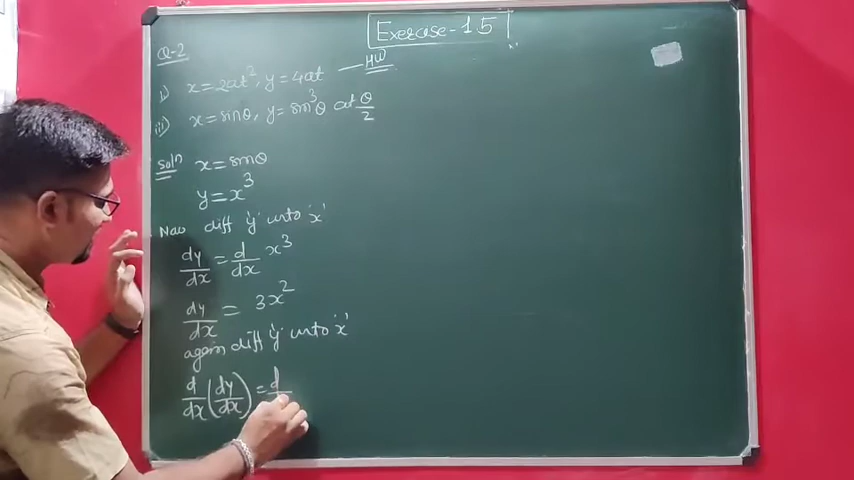 Exercise-15
Q-2
i) x=2at², y=4at — HW
iii) x=sinθ, y=sin³θ at θ/2
Solⁿ x=sinθ
y=x³
Now diff 'y' wrto 'x'
dy/dx = d/dx x³
dy/dx = 3x²
again diff 'y' wrto 'x'
d/dx (dy/dx) = d